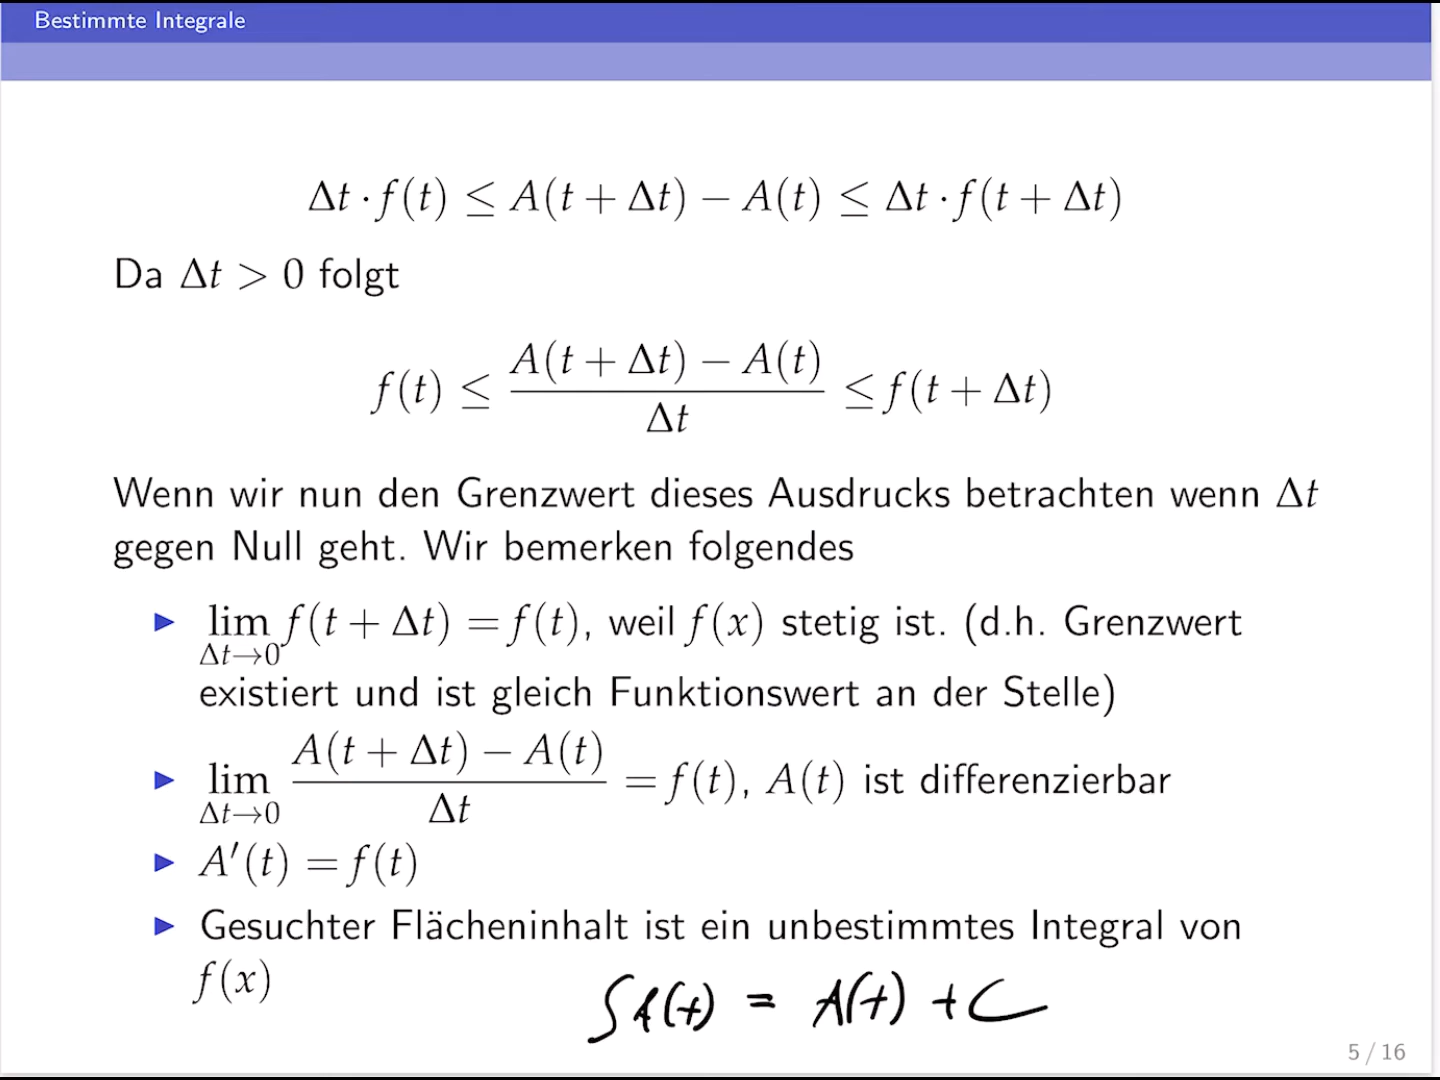 Bestimmte Integrale
Δt · f(t) ≤ A(t + Δt) − A(t) ≤ Δt · f(t + Δt)
Da Δt > 0 folgt
f(t) ≤ \frac{A(t + Δt) − A(t)}{Δt} ≤ f(t + Δt)
Wenn wir nun den Grenzwert dieses Ausdrucks betrachten wenn Δt
gegen Null geht. Wir bemerken folgendes
▶ \lim_{Δt→0} f(t + Δt) = f(t), weil f(x) stetig ist. (d.h. Grenzwert
existiert und ist gleich Funktionswert an der Stelle)
▶ \lim_{Δt→0} \frac{A(t + Δt) − A(t)}{Δt} = f(t), A(t) ist differenzierbar
▶ A′(t) = f(t)
▶ Gesuchter Flächeninhalt ist ein unbestimmtes Integral von
f(x)
= A(t) + C
5 / 16